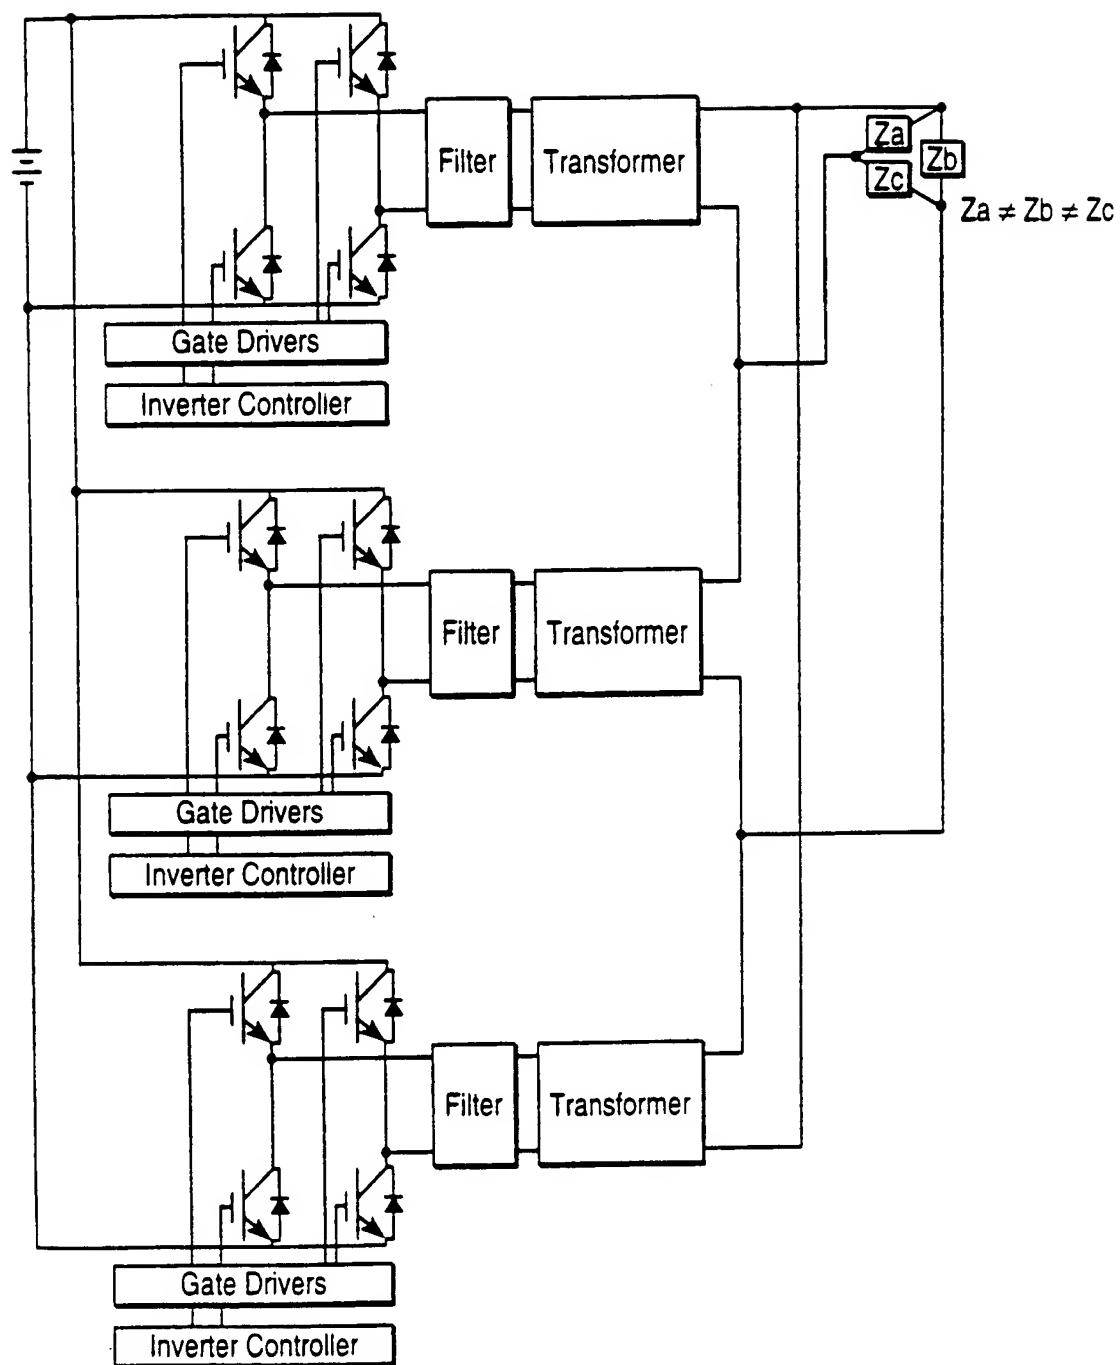 Filter
Transformer
Za
Zb
Zc
Za ≠ Zb ≠ Zc
Gate Drivers
Inverter Controller
Filter
Transformer
Gate Drivers
Inverter Controller
Filter
Transformer
Gate Drivers
Inverter Controller